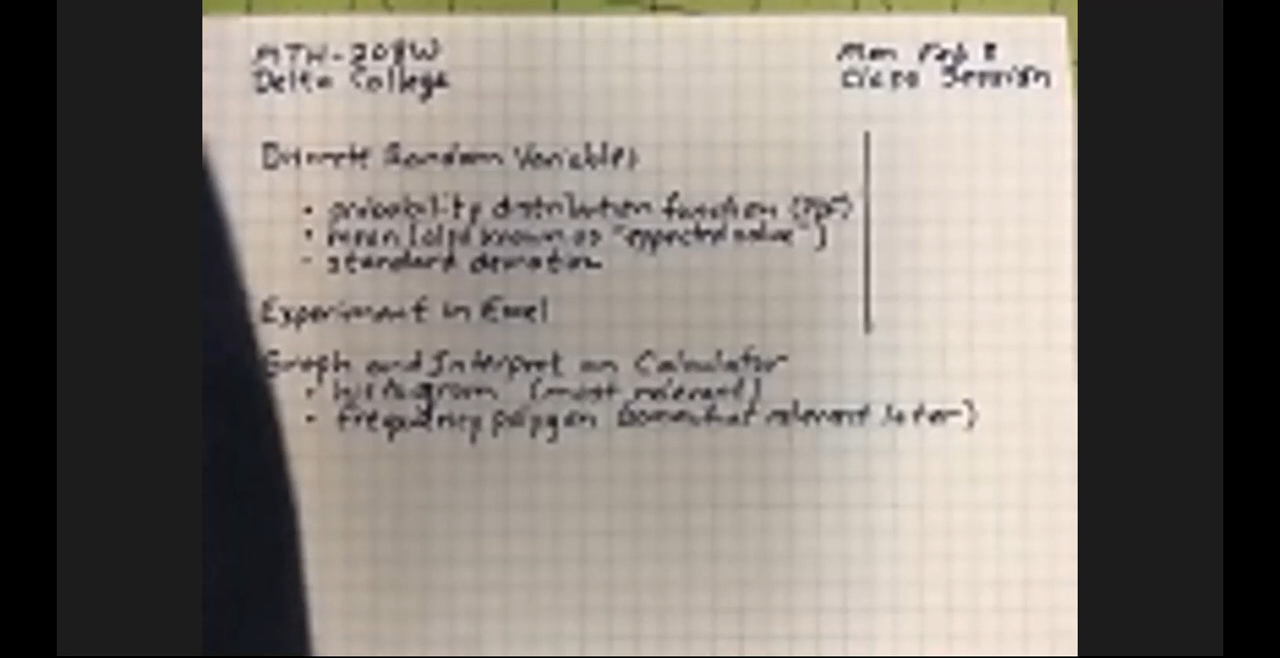 MTH-208W
Delta College
Mon Feb 8
Class Session
Discrete Random Variables
• probability distribution function (PDF)
• mean (also known as "expected value")
• standard deviation
Experiment in Excel
Graph and Interpret on Calculator
• histogram (most relevant)
• frequency polygon (somewhat relevant later)